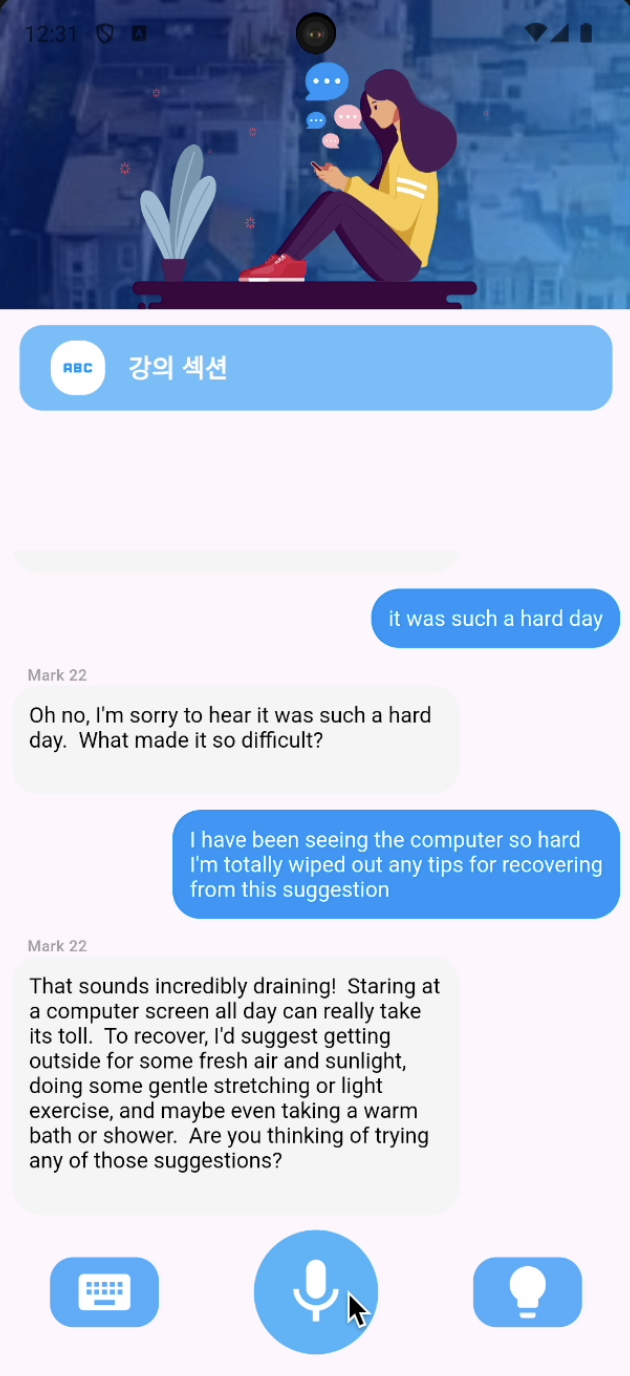 12:31
ABC 강의 섹션
it was such a hard day
Mark 22
Oh no, I'm sorry to hear it was such a hard
day.  What made it so difficult?
I have been seeing the computer so hard
I'm totally wiped out any tips for recovering
from this suggestion
Mark 22
That sounds incredibly draining!  Staring at
a computer screen all day can really take
its toll.  To recover, I'd suggest getting
outside for some fresh air and sunlight,
doing some gentle stretching or light
exercise, and maybe even taking a warm
bath or shower.  Are you thinking of trying
any of those suggestions?